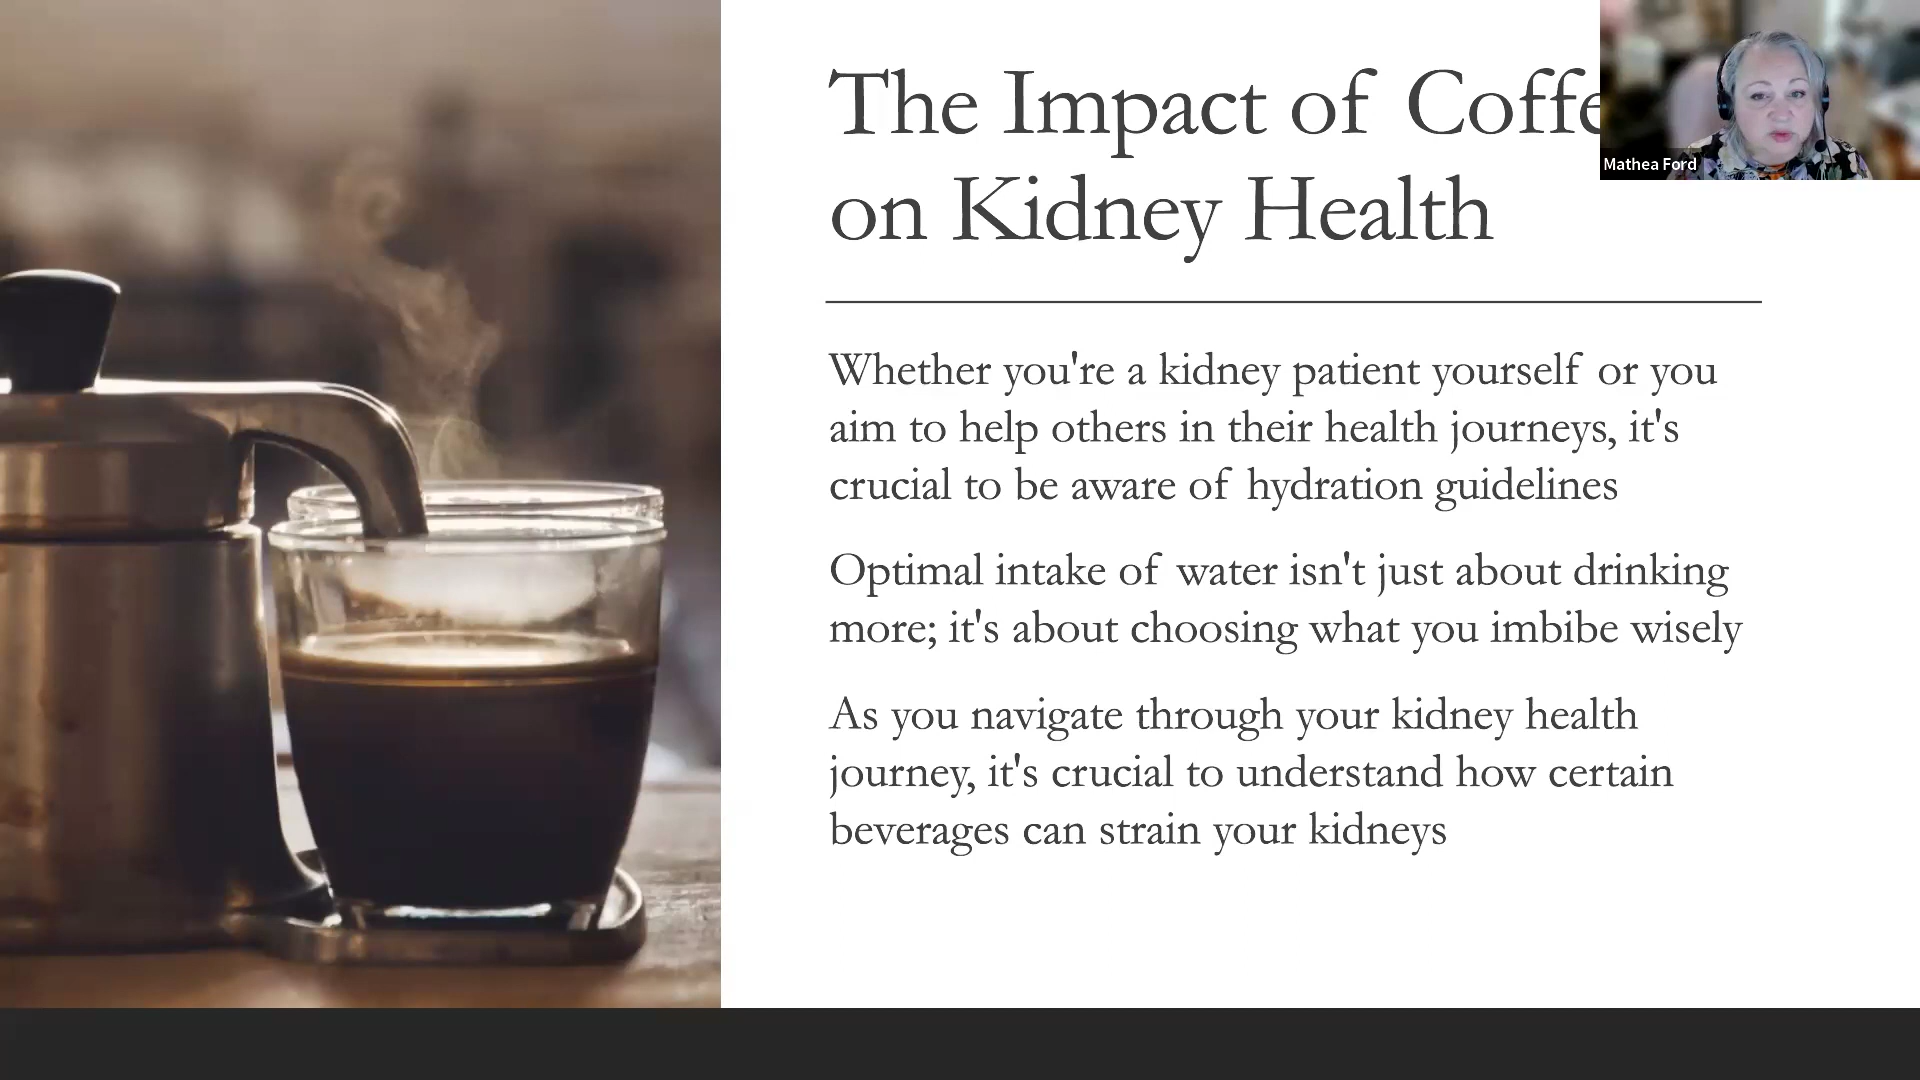 The Impact of Coffe
on Kidney Health
Mathea Ford
Whether you're a kidney patient yourself or you
aim to help others in their health journeys, it's
crucial to be aware of hydration guidelines
Optimal intake of water isn't just about drinking
more; it's about choosing what you imbibe wisely
As you navigate through your kidney health
journey, it's crucial to understand how certain
beverages can strain your kidneys